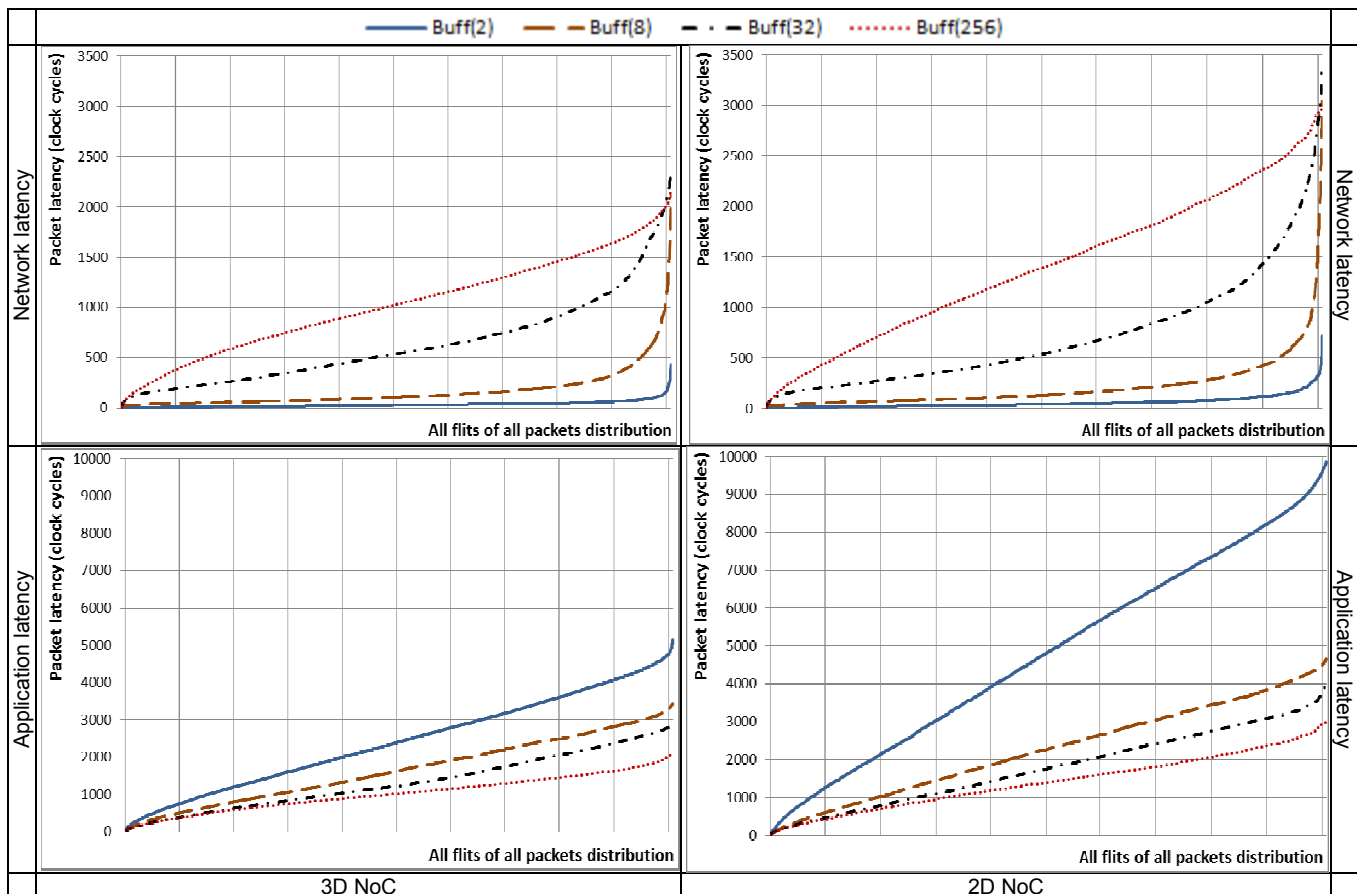 Buff(2) Buff(8) Buff(32) Buff(256)
Network latency
Packet latency (clock cycles)
3500
3000
2500
2000
1500
1000
500
0
All flits of all packets distribution
Packet latency (clock cycles)
3500
3000
2500
2000
1500
1000
500
0
All flits of all packets distribution
Network latency
Application latency
Packet latency (clock cycles)
10000
9000
8000
7000
6000
5000
4000
3000
2000
1000
0
All flits of all packets distribution
Packet latency (clock cycles)
10000
9000
8000
7000
6000
5000
4000
3000
2000
1000
0
All flits of all packets distribution
Application latency
3D NoC
2D NoC